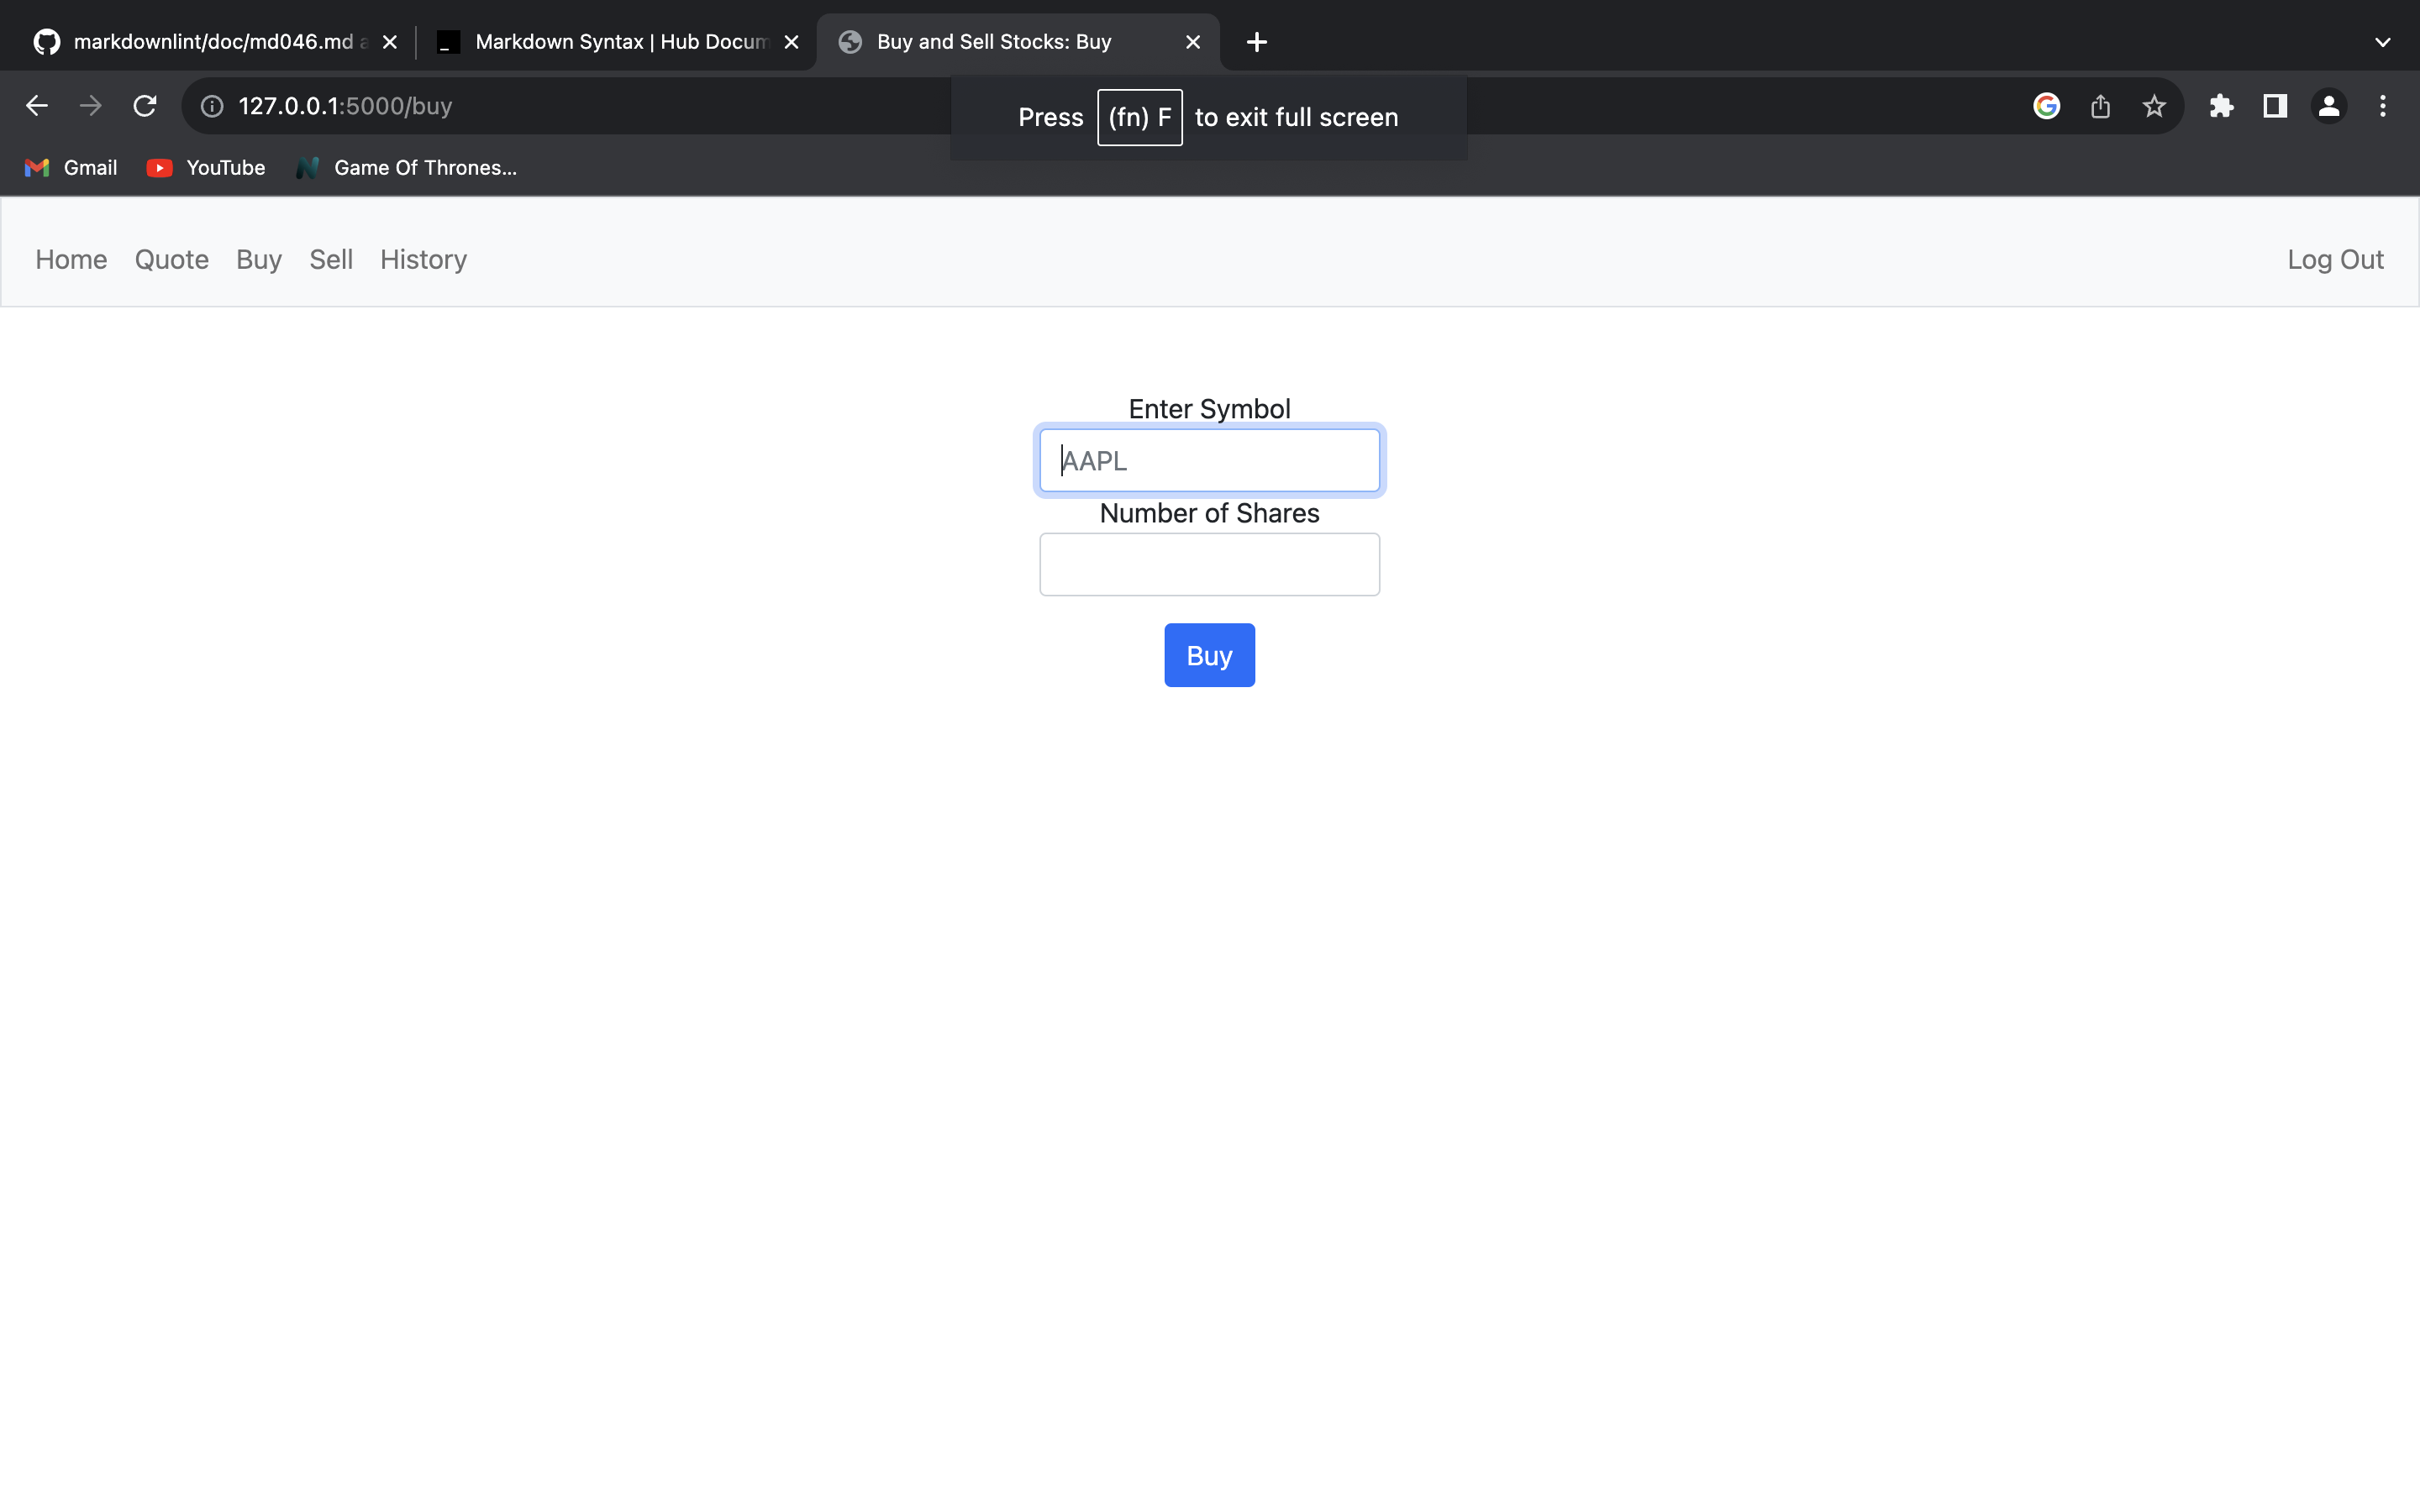 markdownlint/doc/md046.md a
Markdown Syntax | Hub Docum
Buy and Sell Stocks: Buy
127.0.0.1:5000/buy
Press (fn) F to exit full screen
Gmail
YouTube
Game Of Thrones...
Home Quote Buy Sell History Log Out
Enter Symbol
AAPL
Number of Shares
Buy